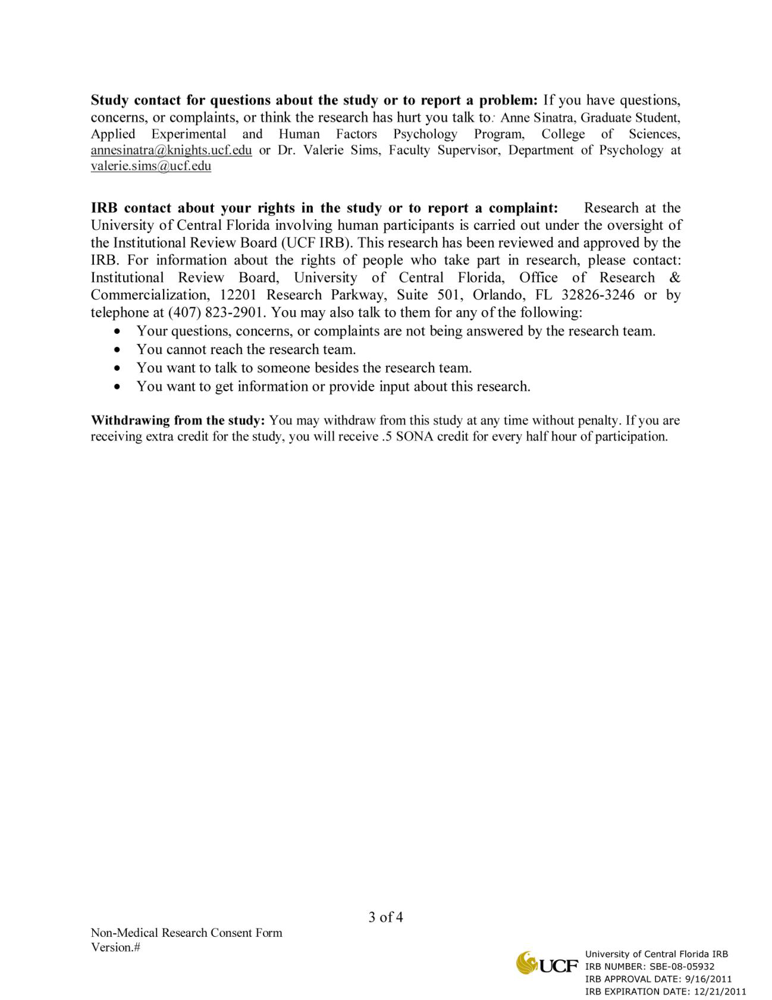 Study contact for questions about the study or to report a problem: If you have questions,
concerns, or complaints, or think the research has hurt you talk to: Anne Sinatra, Graduate Student,
Applied Experimental and Human Factors Psychology Program, College of Sciences,
annesinatra@knights.ucf.edu or Dr. Valerie Sims, Faculty Supervisor, Department of Psychology at
valerie.sims@ucf.edu
IRB contact about your rights in the study or to report a complaint: Research at the
University of Central Florida involving human participants is carried out under the oversight of
the Institutional Review Board (UCF IRB). This research has been reviewed and approved by the
IRB. For information about the rights of people who take part in research, please contact:
Institutional Review Board, University of Central Florida, Office of Research &
Commercialization, 12201 Research Parkway, Suite 501, Orlando, FL 32826-3246 or by
telephone at (407) 823-2901. You may also talk to them for any of the following:
• Your questions, concerns, or complaints are not being answered by the research team.
• You cannot reach the research team.
• You want to talk to someone besides the research team.
• You want to get information or provide input about this research.
Withdrawing from the study: You may withdraw from this study at any time without penalty. If you are
receiving extra credit for the study, you will receive .5 SONA credit for every half hour of participation.
3 of 4
Non-Medical Research Consent Form
Version.#
UCF
University of Central Florida IRB
IRB NUMBER: SBE-08-05932
IRB APPROVAL DATE: 9/16/2011
IRB EXPIRATION DATE: 12/21/2011